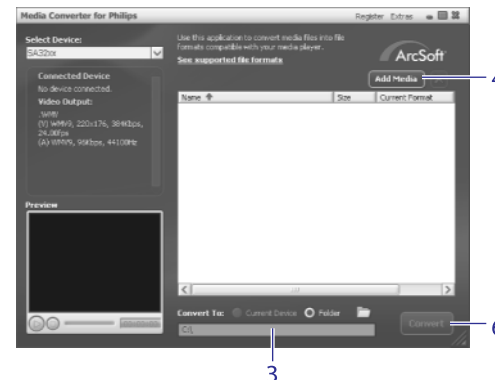 Media Converter for Philips
Register Extras
Select Device:
SA32xx
Use this application to convert media files into file
formats compatible with your media player.
See supported file formats
ArcSoft
Add Media
4
Connected Device
No device connected.
Video Output:
.WMV
(V) WMV9, 220x176, 384Kbps,
24.00fps
(A) WMV9, 96Kbps, 44100Hz
Name Size Current Format
Preview
Convert To: Current Device Folder
C:\
Convert
6
3